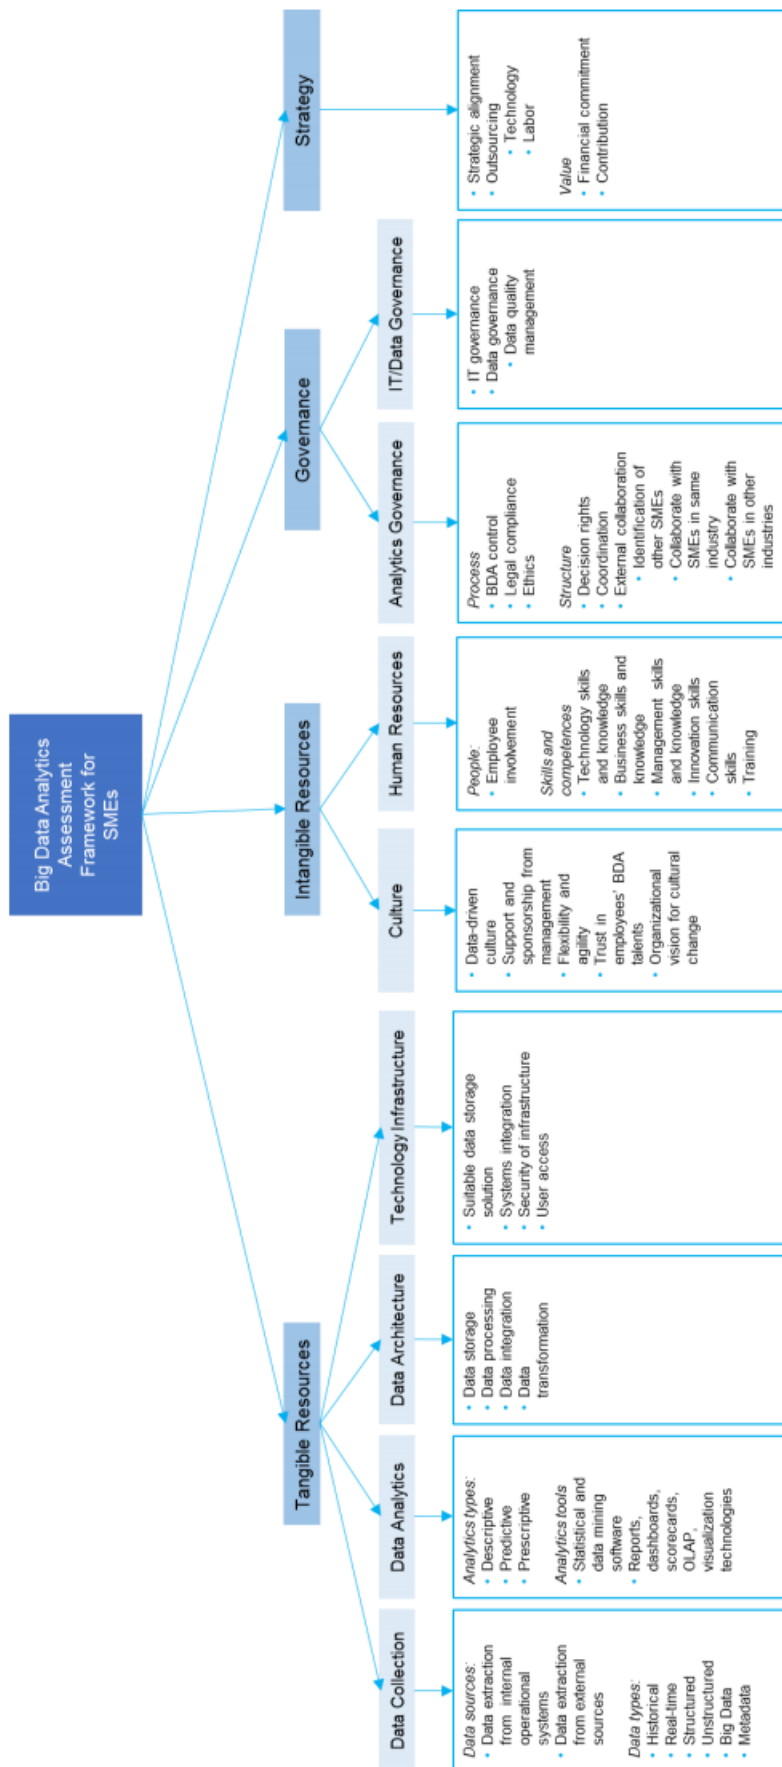 Big Data Analytics
Assessment
Framework for
SMEs
Tangible Resources
Intangible Resources
Governance
Strategy
Data Collection
Data Analytics
Data Architecture
Technology Infrastructure
Culture
Human Resources
Analytics Governance
IT/Data Governance
Data sources:
• Data extraction
from internal
operational
systems
• Data extraction
from external
sources
Data types:
• Historical
• Real-time
• Structured
• Unstructured
• Big Data
• Metadata
Analytics types:
• Descriptive
• Predictive
• Prescriptive
Analytics tools
• Statistical and
data mining
software
• Reports,
dashboards,
scorecards,
OLAP,
visualization
technologies
• Data storage
• Data processing
• Data integration
• Data
transformation
• Suitable data storage
solution
• Systems integration
• Security of infrastructure
• User access
• Data-driven
culture
• Support and
sponsorship from
management
• Flexibility and
agility
• Trust in
employees' BDA
talents
• Organizational
vision for cultural
change
People:
• Employee
involvement
Skills and
competences
• Technology skills
and knowledge
• Business skills and
knowledge
• Management skills
and knowledge
• Innovation skills
• Communication
skills
• Training
Process
• BDA control
• Legal compliance
• Ethics
Structure
• Decision rights
• Coordination
• External collaboration
• Identification of
other SMEs
• Collaborate with
SMEs in same
industry
• Collaborate with
SMEs in other
industries
• IT governance
• Data governance
• Data quality
management
• Strategic alignment
• Outsourcing
• Technology
• Labor
Value
• Financial commitment
• Contribution